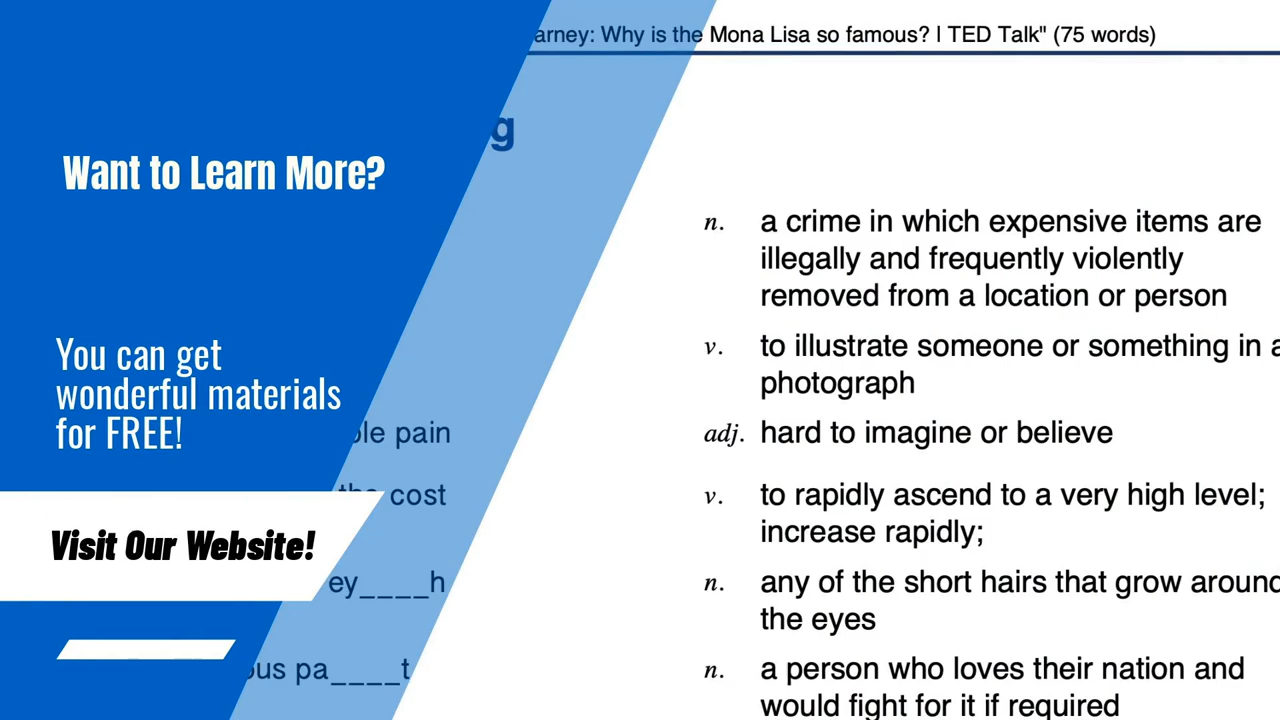 arney: Why is the Mona Lisa so famous? | TED Talk" (75 words)
g
Want to Learn More?
You can get
wonderful materials
for FREE!
Visit Our Website!
ble pain
the cost
ey____h
ous pa____t
n. a crime in which expensive items are
illegally and frequently violently
removed from a location or person
v. to illustrate someone or something in a
photograph
adj. hard to imagine or believe
v. to rapidly ascend to a very high level;
increase rapidly;
n. any of the short hairs that grow around
the eyes
n. a person who loves their nation and
would fight for it if required